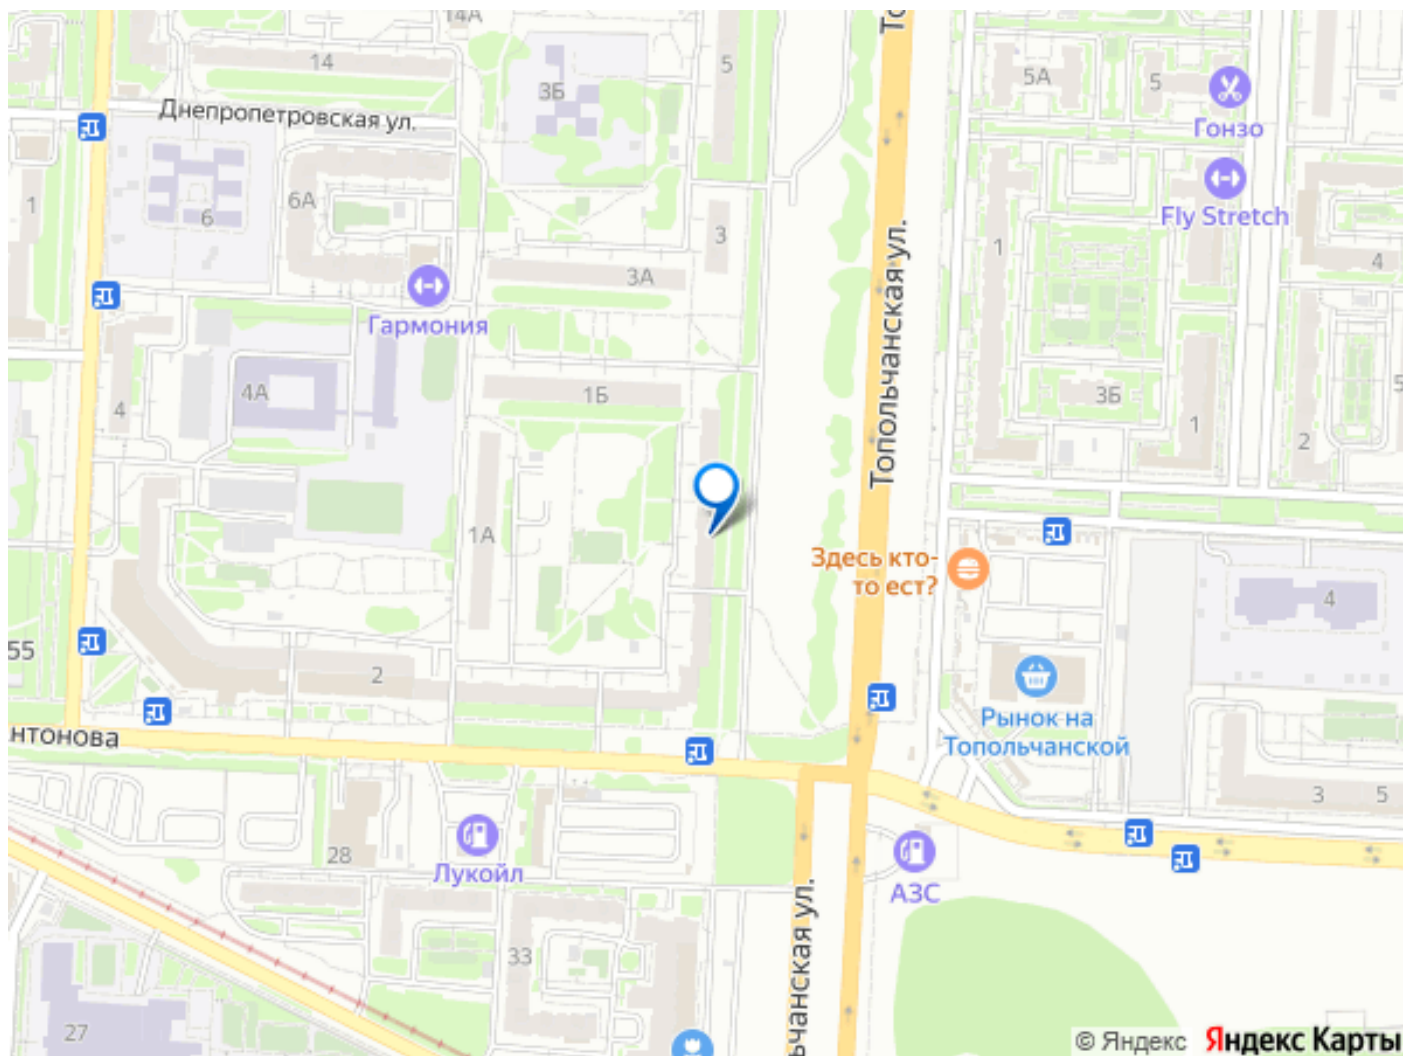 14А
То
14
5
3Б
5А
5
Гонзо
Днепропетровская ул.
1
6
6А
3
Fly Stretch
3А
1
4
Гармония
Топольчанская ул.
4
4А
1Б
3Б
1
2
5
1А
Здесь кто-
то ест?
4
55
2
Рынок на
Топольчанской
нтонова
3
5
28
Лукойл
АЗС
33
ьчанская ул.
27
© Яндекс
Яндекс Карты